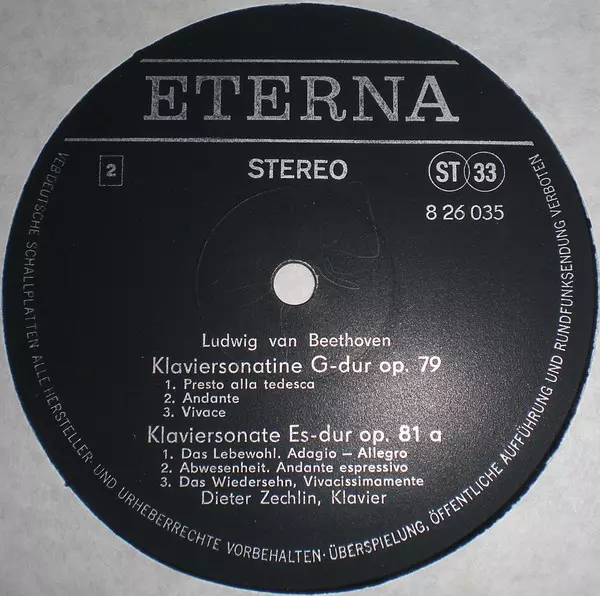 ETERNA
2
STEREO
ST 33
8 26 035
Ludwig van Beethoven
Klaviersonatine G-dur op. 79
1. Presto alla tedesca
2. Andante
3. Vivace
Klaviersonate Es-dur op. 81 a
1. Das Lebewohl. Adagio – Allegro
2. Abwesenheit. Andante espressivo
3. Das Wiedersehn, Vivacissimamente
Dieter Zechlin, Klavier
VEB DEUTSCHE SCHALLPLATTEN ALLE HERSTELLER- UND URHEBERRECHTE VORBEHALTEN · ÜBERSPIELUNG, ÖFFENTLICHE AUFFÜHRUNG UND RUNDFUNKSENDUNG VERBOTEN